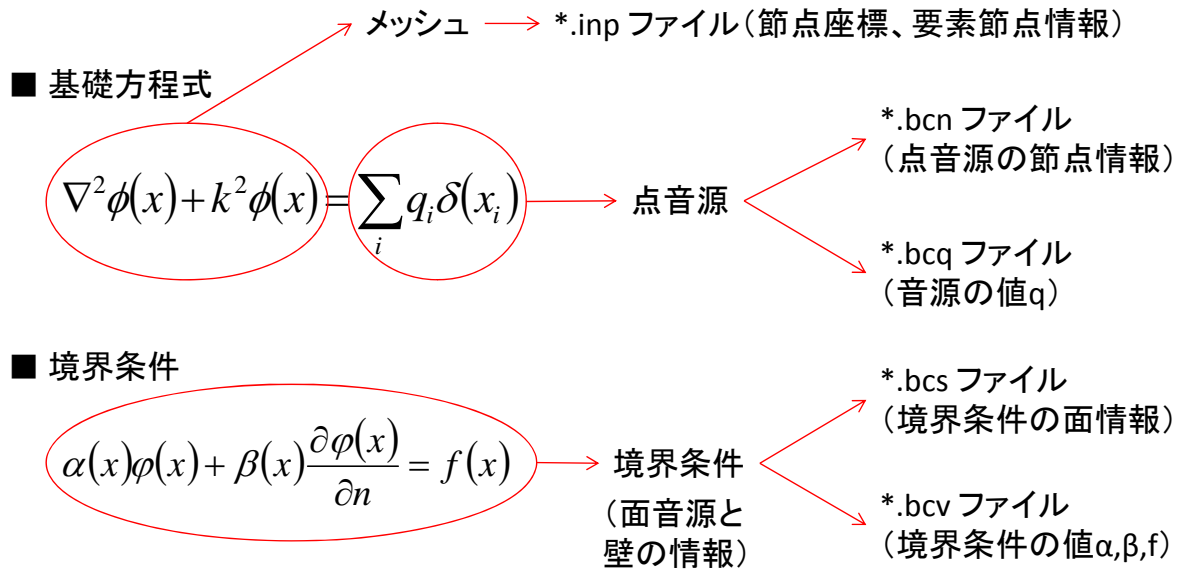 メッシュ → *.inp ファイル(節点座標、要素節点情報)
■ 基礎方程式
∇²ϕ(x)+k²ϕ(x)=∑ᵢ qᵢδ(xᵢ)
点音源
*.bcn ファイル
(点音源の節点情報)
*.bcq ファイル
(音源の値q)
■ 境界条件
α(x)φ(x)+β(x)∂φ(x)/∂n=f(x)
境界条件
(面音源と
壁の情報)
*.bcs ファイル
(境界条件の面情報)
*.bcv ファイル
(境界条件の値α,β,f)